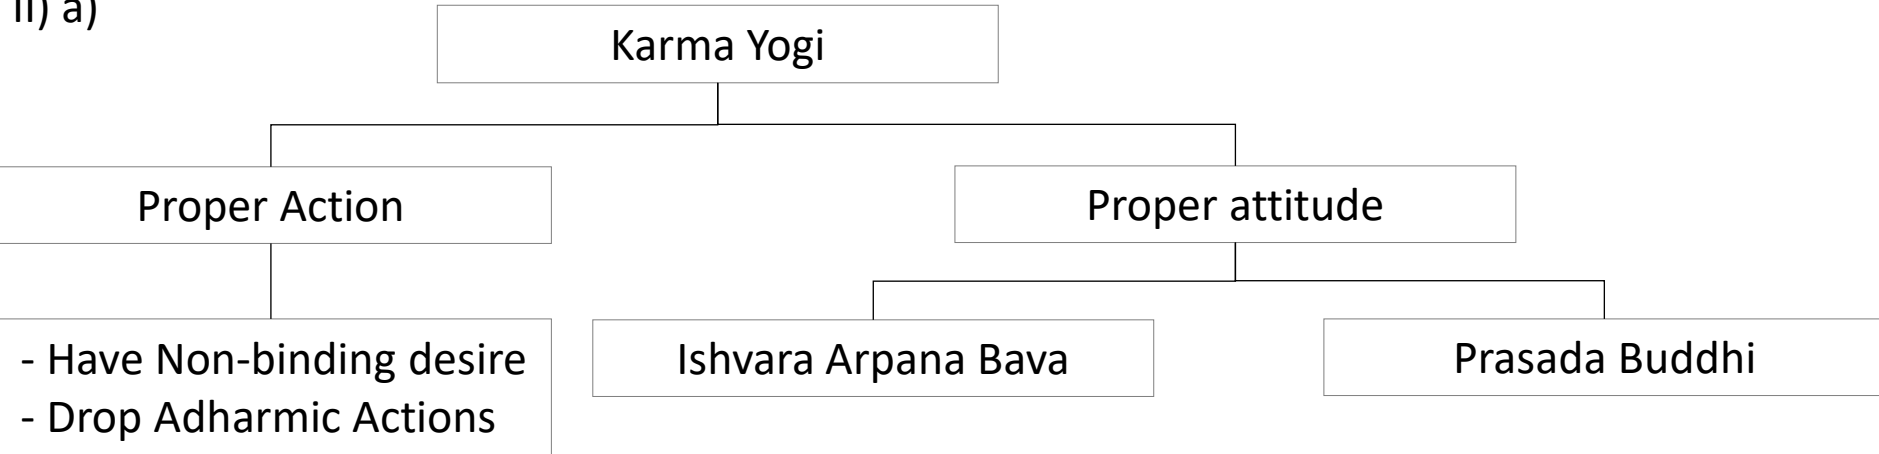 II) a)
Karma Yogi
Proper Action
Proper attitude
- Have Non-binding desire
- Drop Adharmic Actions
Ishvara Arpana Bava
Prasada Buddhi